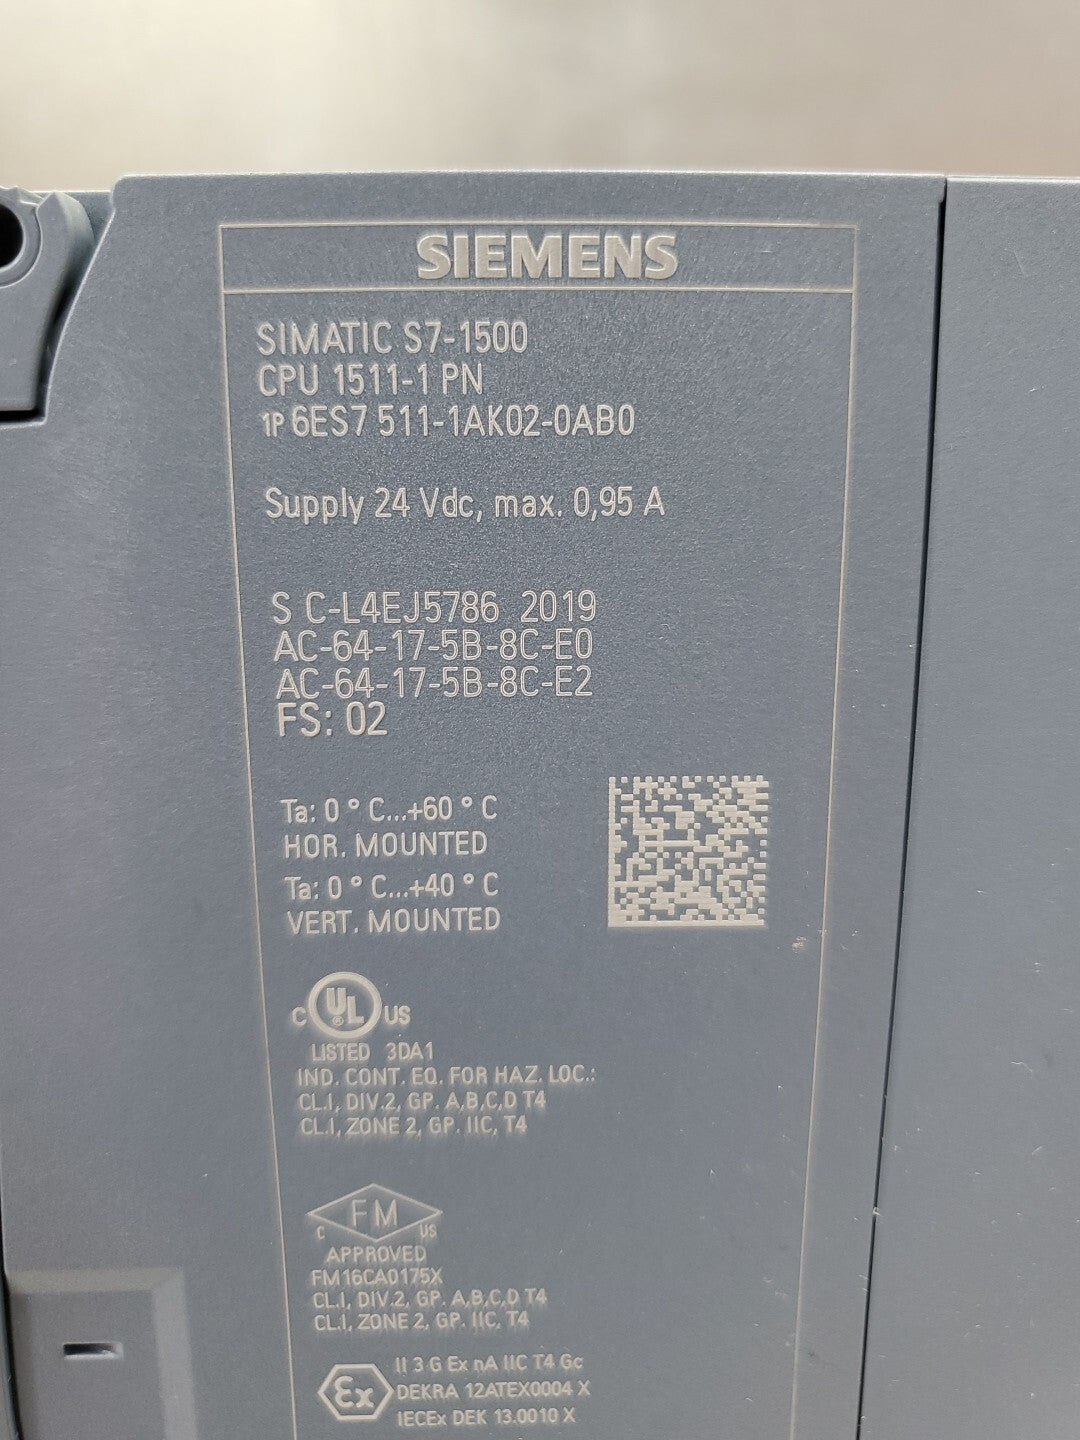 SIEMENS
SIMATIC S7-1500
CPU 1511-1 PN
1P 6ES7 511-1AK02-0AB0
Supply 24 Vdc, max. 0,95 A
S C-L4EJ5786 2019
AC-64-17-5B-8C-E0
AC-64-17-5B-8C-E2
FS: 02
Ta: 0 ° C...+60 ° C
HOR. MOUNTED
Ta: 0 ° C...+40 ° C
VERT. MOUNTED
C UL ® US
LISTED 3DA1
IND. CONT. EQ. FOR HAZ. LOC.:
CL.I, DIV.2, GP. A,B,C,D T4
CL.I, ZONE 2, GP. IIC, T4
FM
C US
APPROVED
FM16CA0175X
CL.I, DIV.2, GP. A,B,C,D T4
CL.I, ZONE 2, GP. IIC, T4
Ex
II 3 G Ex nA IIC T4 Gc
DEKRA 12ATEX0004 X
IECEx DEK 13.0010 X